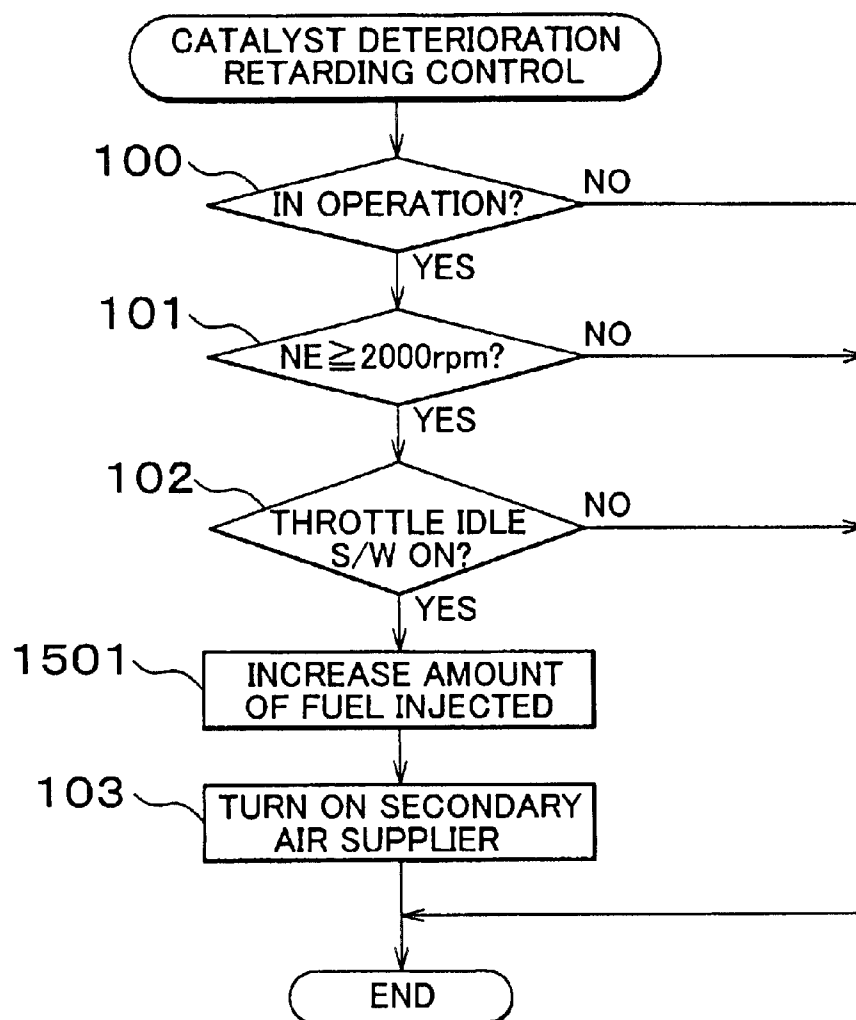 CATALYST DETERIORATION
RETARDING CONTROL
100
IN OPERATION?
NO
YES
101
NE≧2000rpm?
NO
YES
102
THROTTLE IDLE
S/W ON?
NO
YES
1501
INCREASE AMOUNT
OF FUEL INJECTED
103
TURN ON SECONDARY
AIR SUPPLIER
END